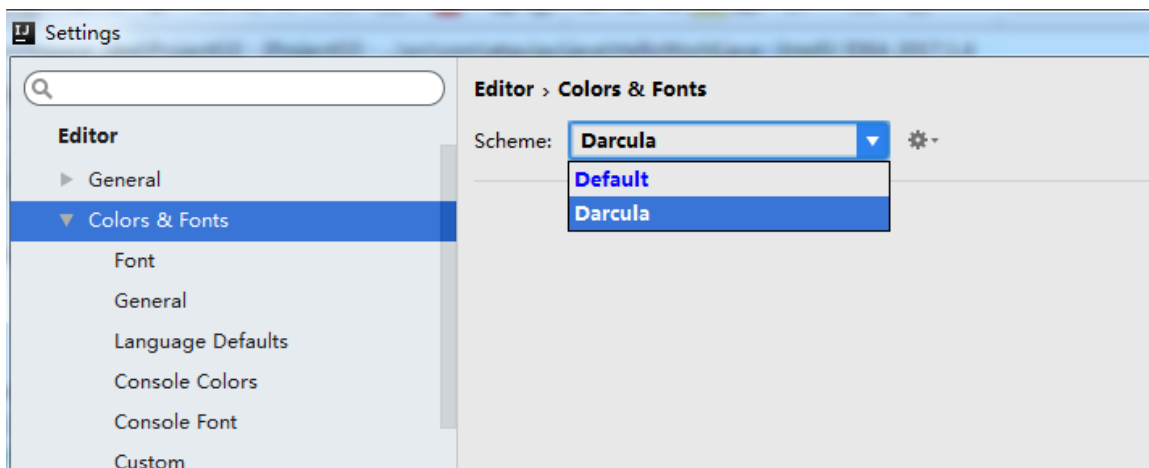 IJ Settings
Editor
General
Colors & Fonts
Font
General
Language Defaults
Console Colors
Console Font
Custom
Editor › Colors & Fonts
Scheme: Darcula
Default
Darcula